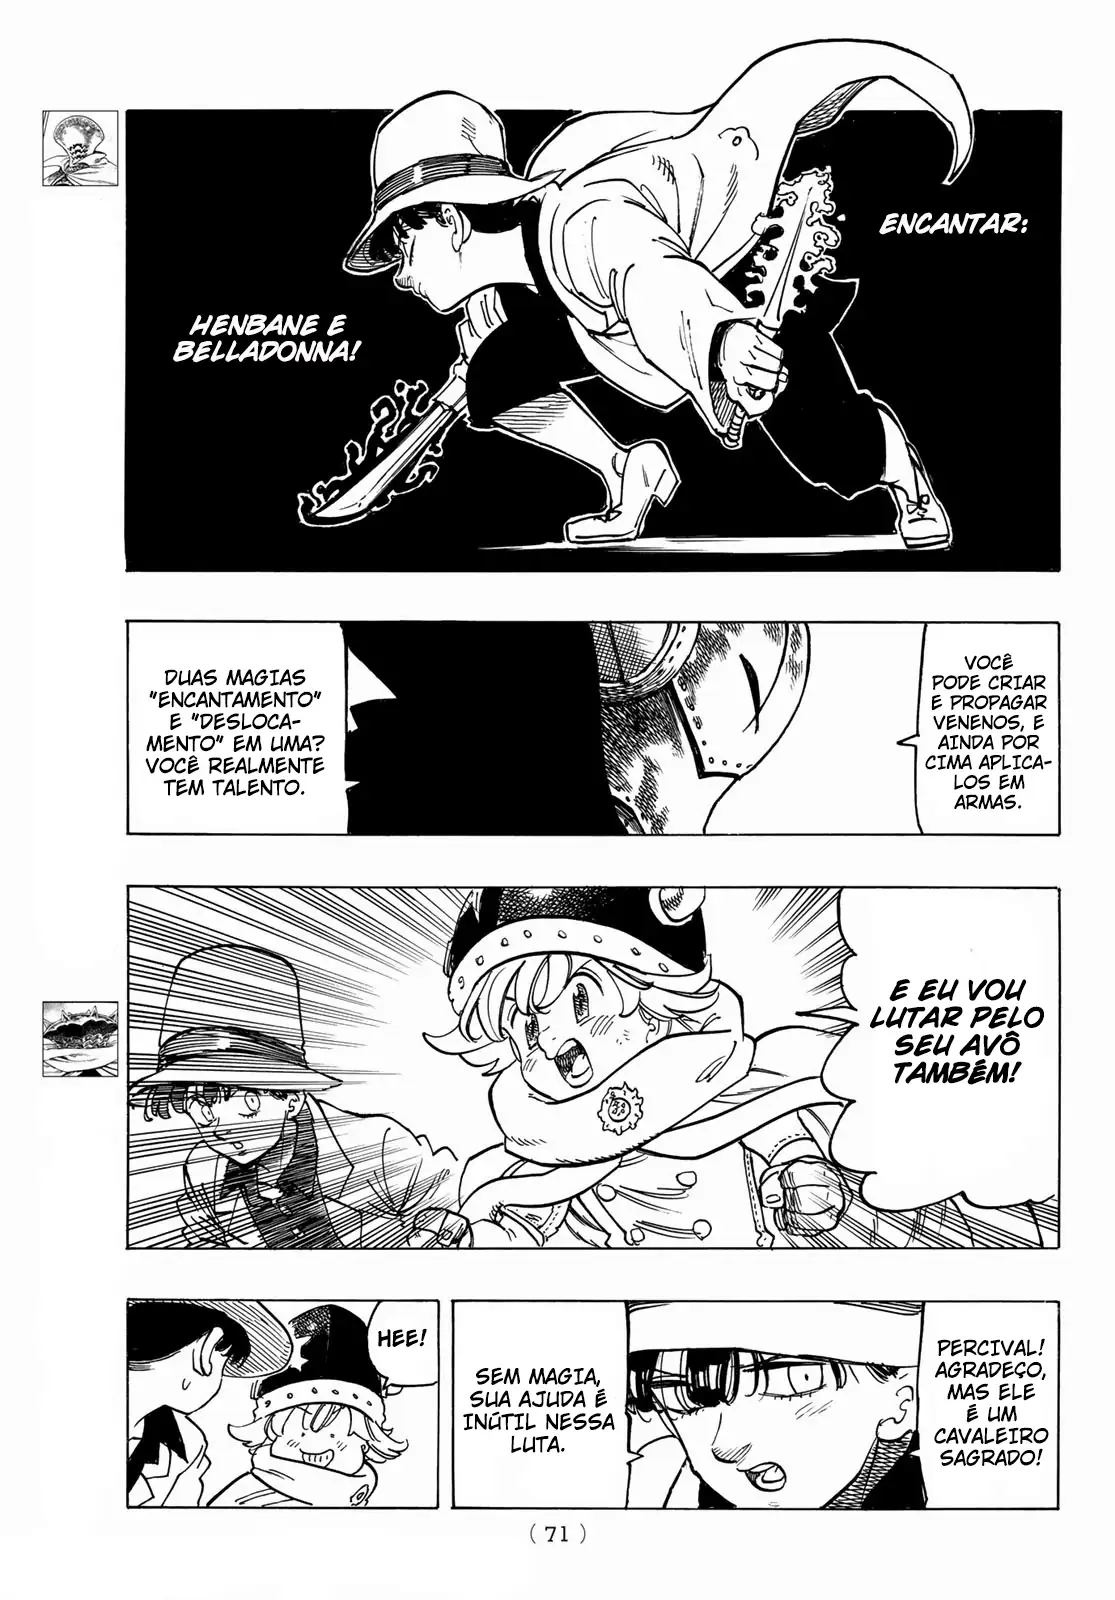 ENCANTAR:
HENBANE E
BELLADONNA!
VOCÊ
PODE CRIAR
E PROPAGAR
VENENOS, E
AINDA POR
CIMA APLICA-
LOS EM
ARMAS.
DUAS MAGIAS
"ENCANTAMENTO"
E "DESLOCA-
MENTO" EM UMA?
VOCÊ REALMENTE
TEM TALENTO.
E EU VOU
LUTAR PELO
SEU AVÔ
TAMBÉM!
PERCIVAL!
AGRADEÇO,
MAS ELE
É UM
CAVALEIRO
SAGRADO!
SEM MAGIA,
SUA AJUDA É
INÚTIL NESSA
LUTA.
HEE!
( 71 )